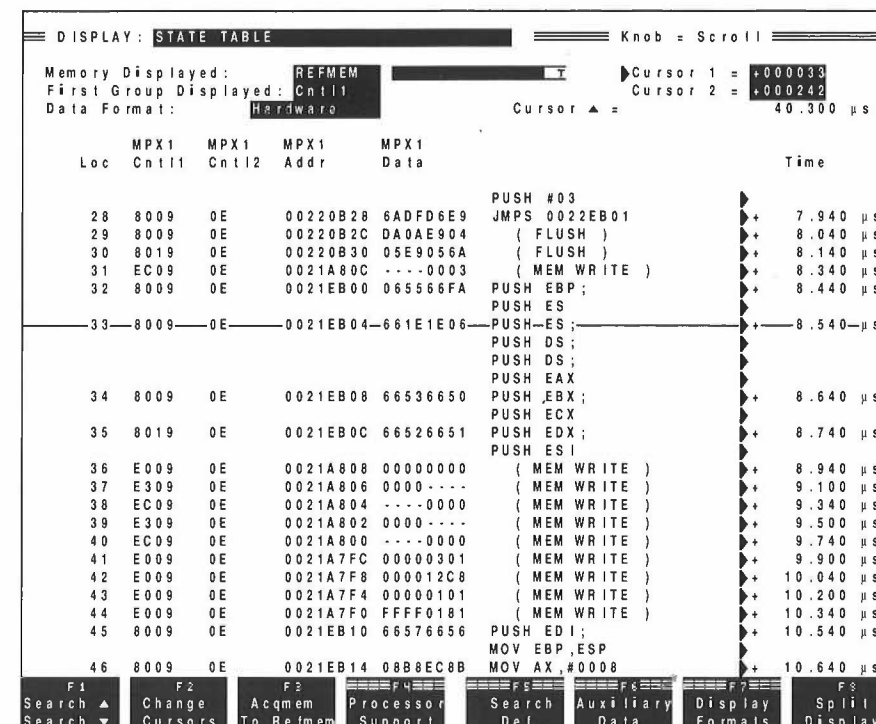 DISPLAY: STATE TABLE Knob = Scroll
Memory Displayed: REFMEM T Cursor 1 = +000033
First Group Displayed: Cntl1 Cursor 2 = +000242
Data Format: Hardware Cursor ▲ = 40.300 µs
MPX1 MPX1 MPX1 MPX1
Loc Cntl1 Cntl2 Addr Data Time
PUSH #03
28 8009 0E 00220B28 6ADFD6E9 JMPS 0022EB01 + 7.940 µs
29 8009 0E 00220B2C DA0AE904 ( FLUSH ) + 8.040 µs
30 8019 0E 00220B30 05E9056A ( FLUSH ) + 8.140 µs
31 EC09 0E 0021A80C ----0003 ( MEM WRITE ) + 8.340 µs
32 8009 0E 0021EB00 065566FA PUSH EBP; + 8.440 µs
PUSH ES
33 8009 0E 0021EB04 661E1E06 PUSH ES; + 8.540 µs
PUSH DS;
PUSH DS;
PUSH EAX
34 8009 0E 0021EB08 66536650 PUSH EBX; + 8.640 µs
PUSH ECX
35 8019 0E 0021EB0C 66526651 PUSH EDX; + 8.740 µs
PUSH ESI
36 E009 0E 0021A808 00000000 ( MEM WRITE ) + 8.940 µs
37 E309 0E 0021A806 0000---- ( MEM WRITE ) + 9.100 µs
38 EC09 0E 0021A804 ----0000 ( MEM WRITE ) + 9.340 µs
39 E309 0E 0021A802 0000---- ( MEM WRITE ) + 9.500 µs
40 EC09 0E 0021A800 ----0000 ( MEM WRITE ) + 9.740 µs
41 E009 0E 0021A7FC 00000301 ( MEM WRITE ) + 9.900 µs
42 E009 0E 0021A7F8 000012C8 ( MEM WRITE ) + 10.040 µs
43 E009 0E 0021A7F4 00000101 ( MEM WRITE ) + 10.200 µs
44 E009 0E 0021A7F0 FFFF0181 ( MEM WRITE ) + 10.340 µs
45 8009 0E 0021EB10 66576656 PUSH EDI; + 10.540 µs
MOV EBP,ESP
46 8009 0E 0021EB14 08B8EC8B MOV AX,#0008 + 10.640 µs
F1 F2 F3 F4 F5 F6 F7 F8
Search ▲ Change Acqmem Processor Search Auxiliary Display Split
Search ▼ Cursors To Refmem Support Def Data Formats Display